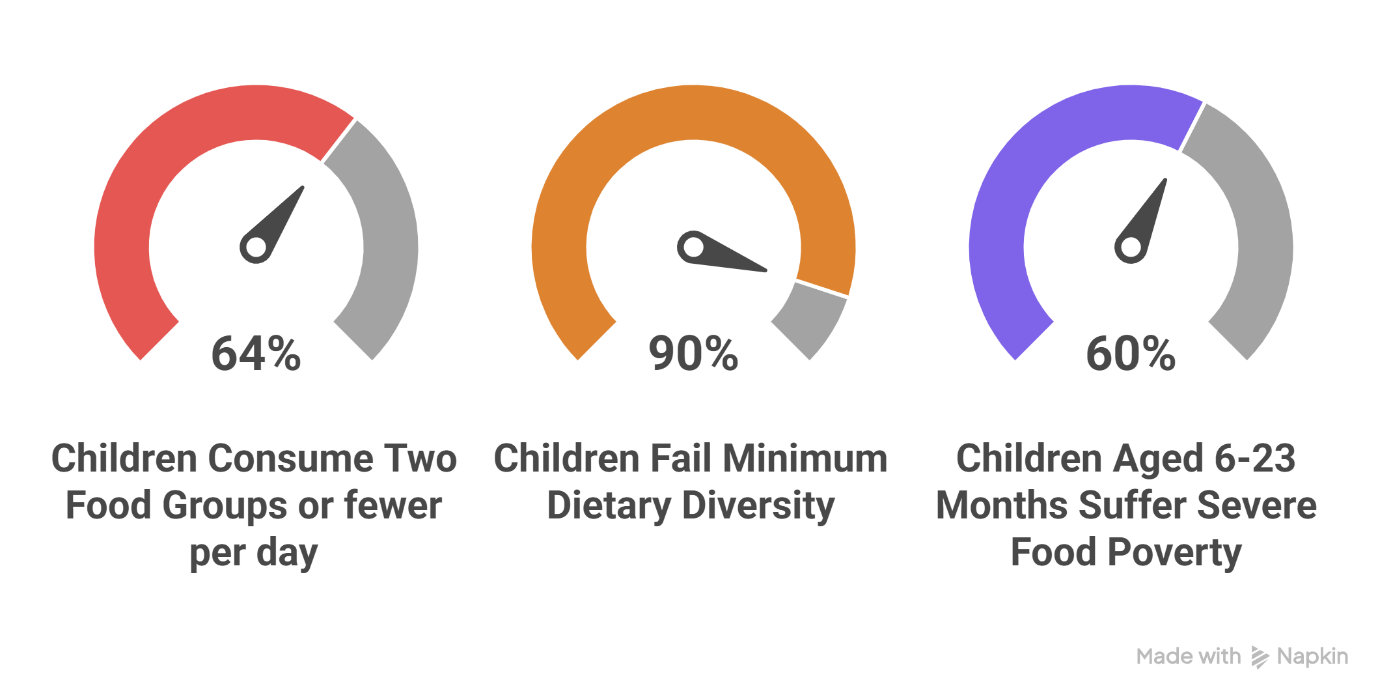 64%
Children Consume Two
Food Groups or fewer
per day
90%
Children Fail Minimum
Dietary Diversity
60%
Children Aged 6-23
Months Suffer Severe
Food Poverty
Made with Napkin